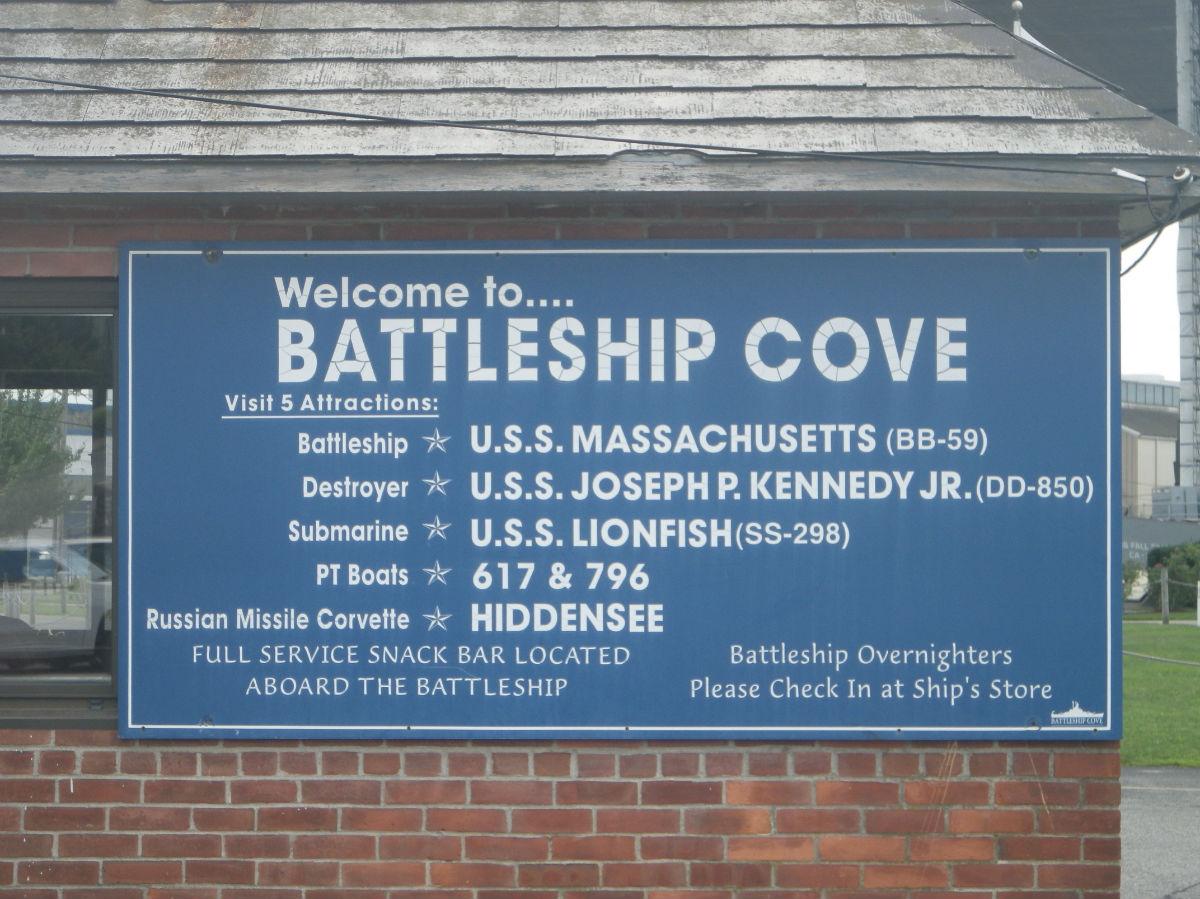 Welcome to....
BATTLESHIP COVE
Visit 5 Attractions:
Battleship ☆ U.S.S. MASSACHUSETTS (BB-59)
Destroyer ☆ U.S.S. JOSEPH P. KENNEDY JR. (DD-850)
Submarine ☆ U.S.S. LIONFISH (SS-298)
PT Boats ☆ 617 & 796
Russian Missile Corvette ☆ HIDDENSEE
FULL SERVICE SNACK BAR LOCATED
ABOARD THE BATTLESHIP
Battleship Overnighters
Please Check In at Ship's Store
BATTLESHIP COVE